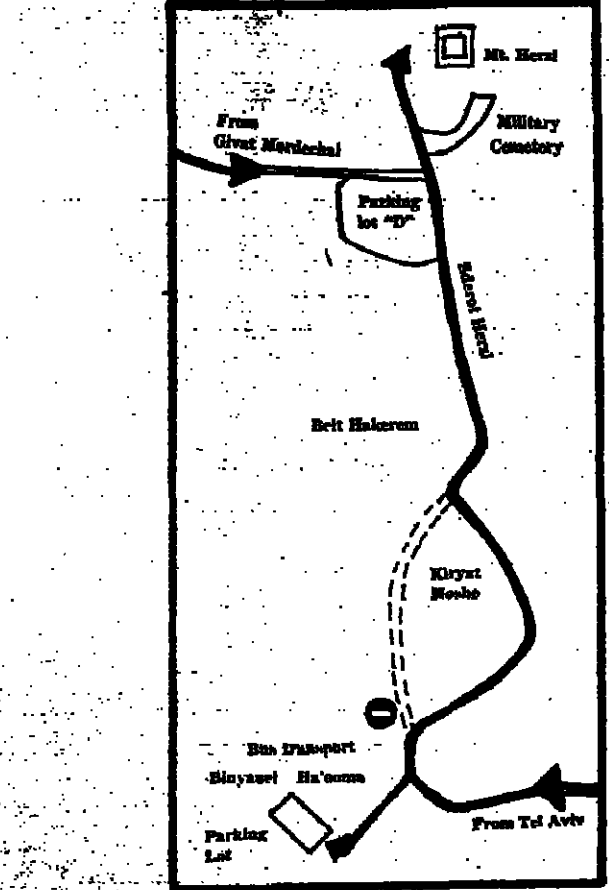 Mt. Herzl
Military
Cemetery
From
Givat Mordechai
Parking
lot "D"
Sderot Herzl
Beit Hakerem
Kiryat
Moshe
Bus transport
Binyanei Ha'ooma
Parking
Lot
From Tel Aviv